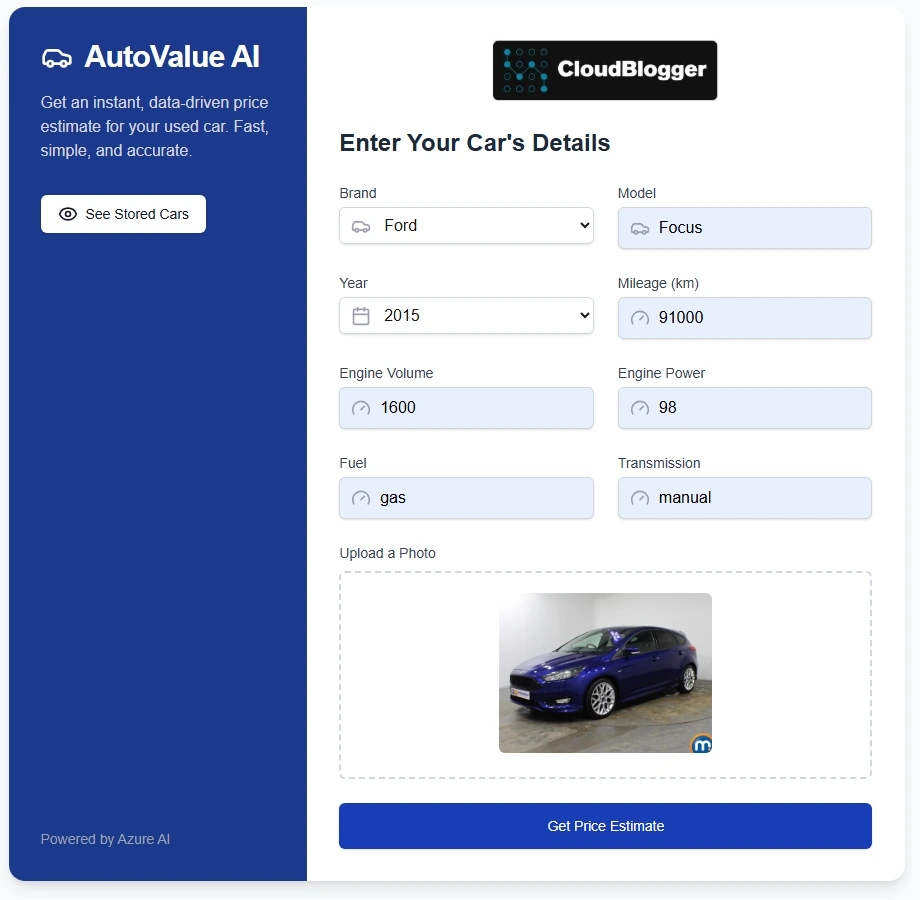 AutoValue AI
Get an instant, data-driven price
estimate for your used car. Fast,
simple, and accurate.
See Stored Cars
Powered by Azure AI
CloudBlogger
Enter Your Car's Details
Brand
Ford
Model
Focus
Year
2015
Mileage (km)
91000
Engine Volume
1600
Engine Power
98
Fuel
gas
Transmission
manual
Upload a Photo
m
Get Price Estimate